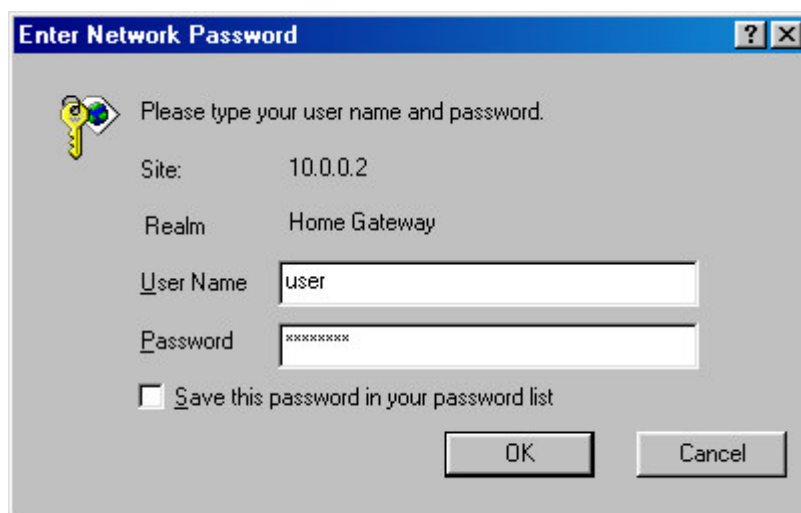 Enter Network Password
Please type your user name and password.
Site: 10.0.0.2
Realm Home Gateway
User Name user
Password ********
Save this password in your password list
OK Cancel